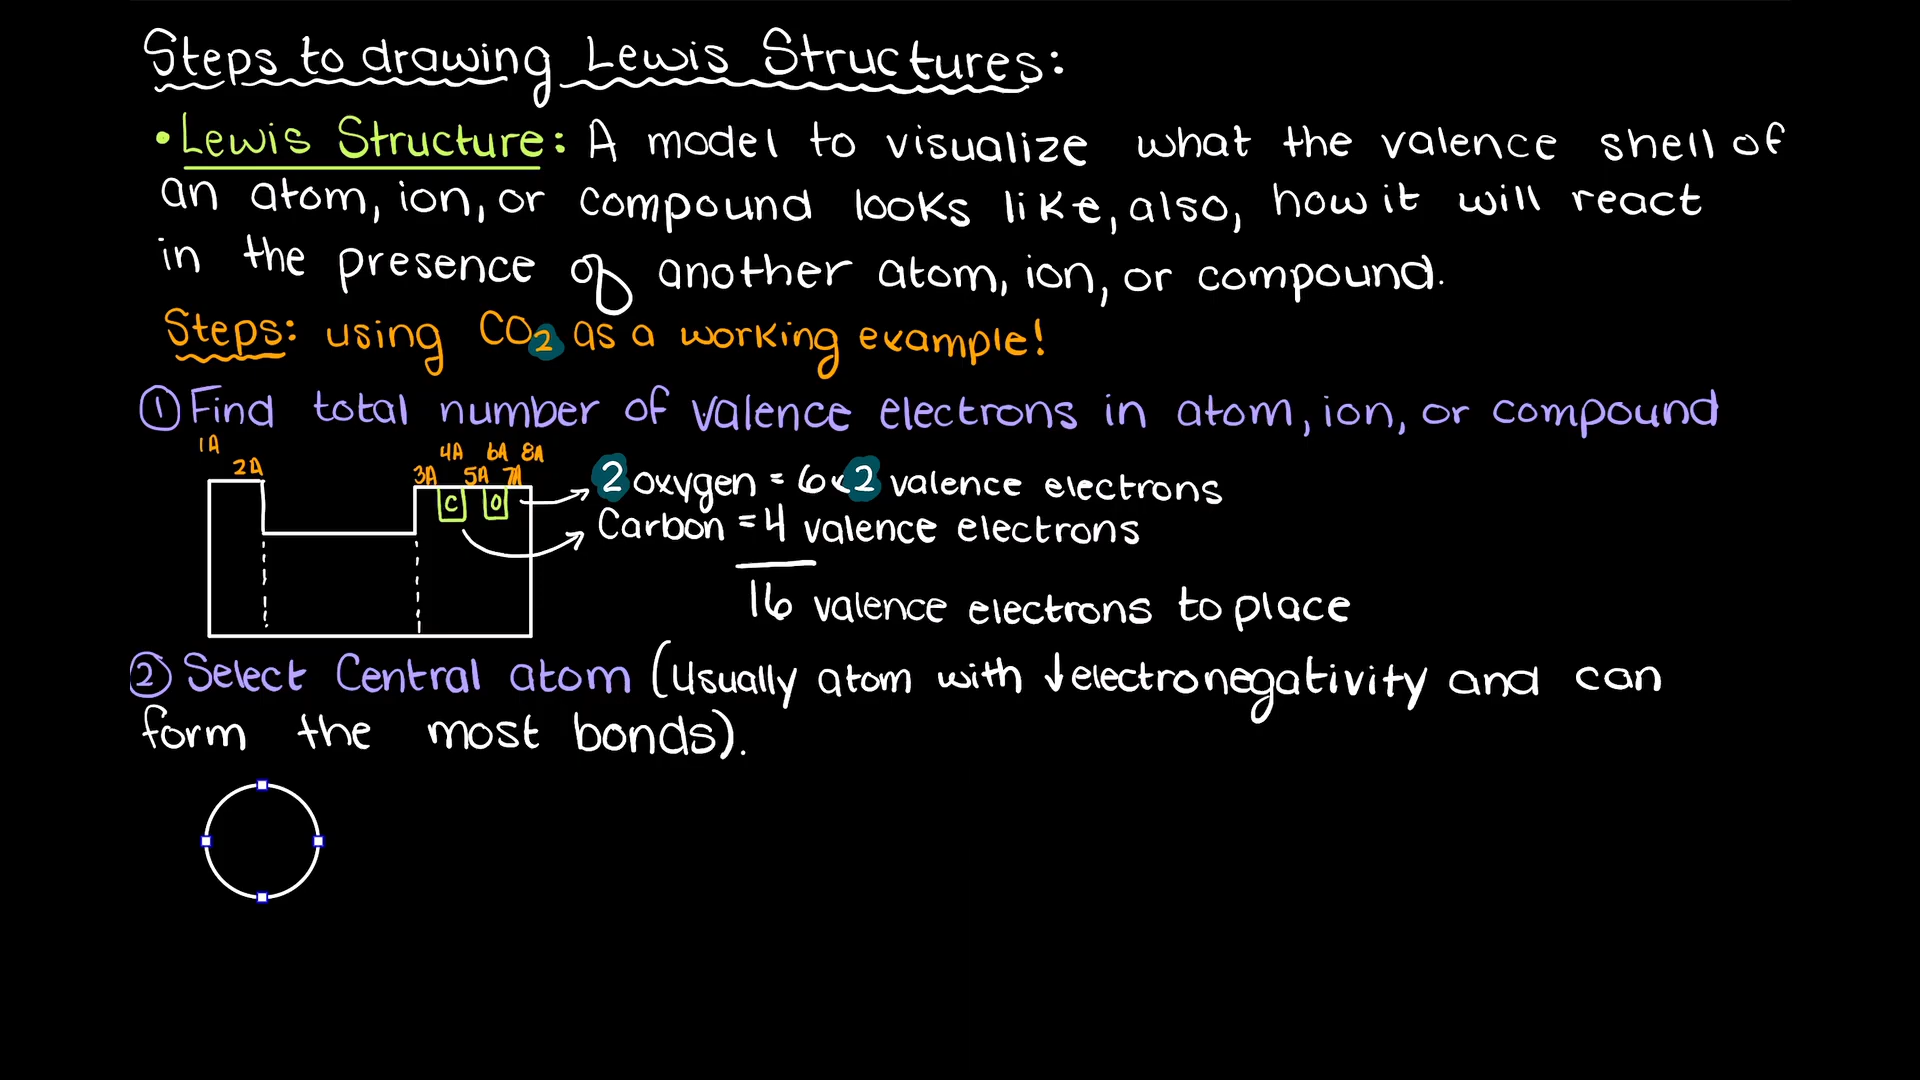 Steps to drawing Lewis Structures:
• Lewis Structure: A model to visualize what the valence shell of
an atom, ion, or compound looks like, also, how it will react
in the presence of another atom, ion, or compound.
Steps: using CO₂ as a working example!
① Find total number of valence electrons in atom, ion, or compound
1A
2A
3A 4A 5A 6A 7A 8A
C O
2 oxygen = 6×2 valence electrons
Carbon = 4 valence electrons
16 valence electrons to place
② Select Central atom (Usually atom with ↓electronegativity and can
form the most bonds).